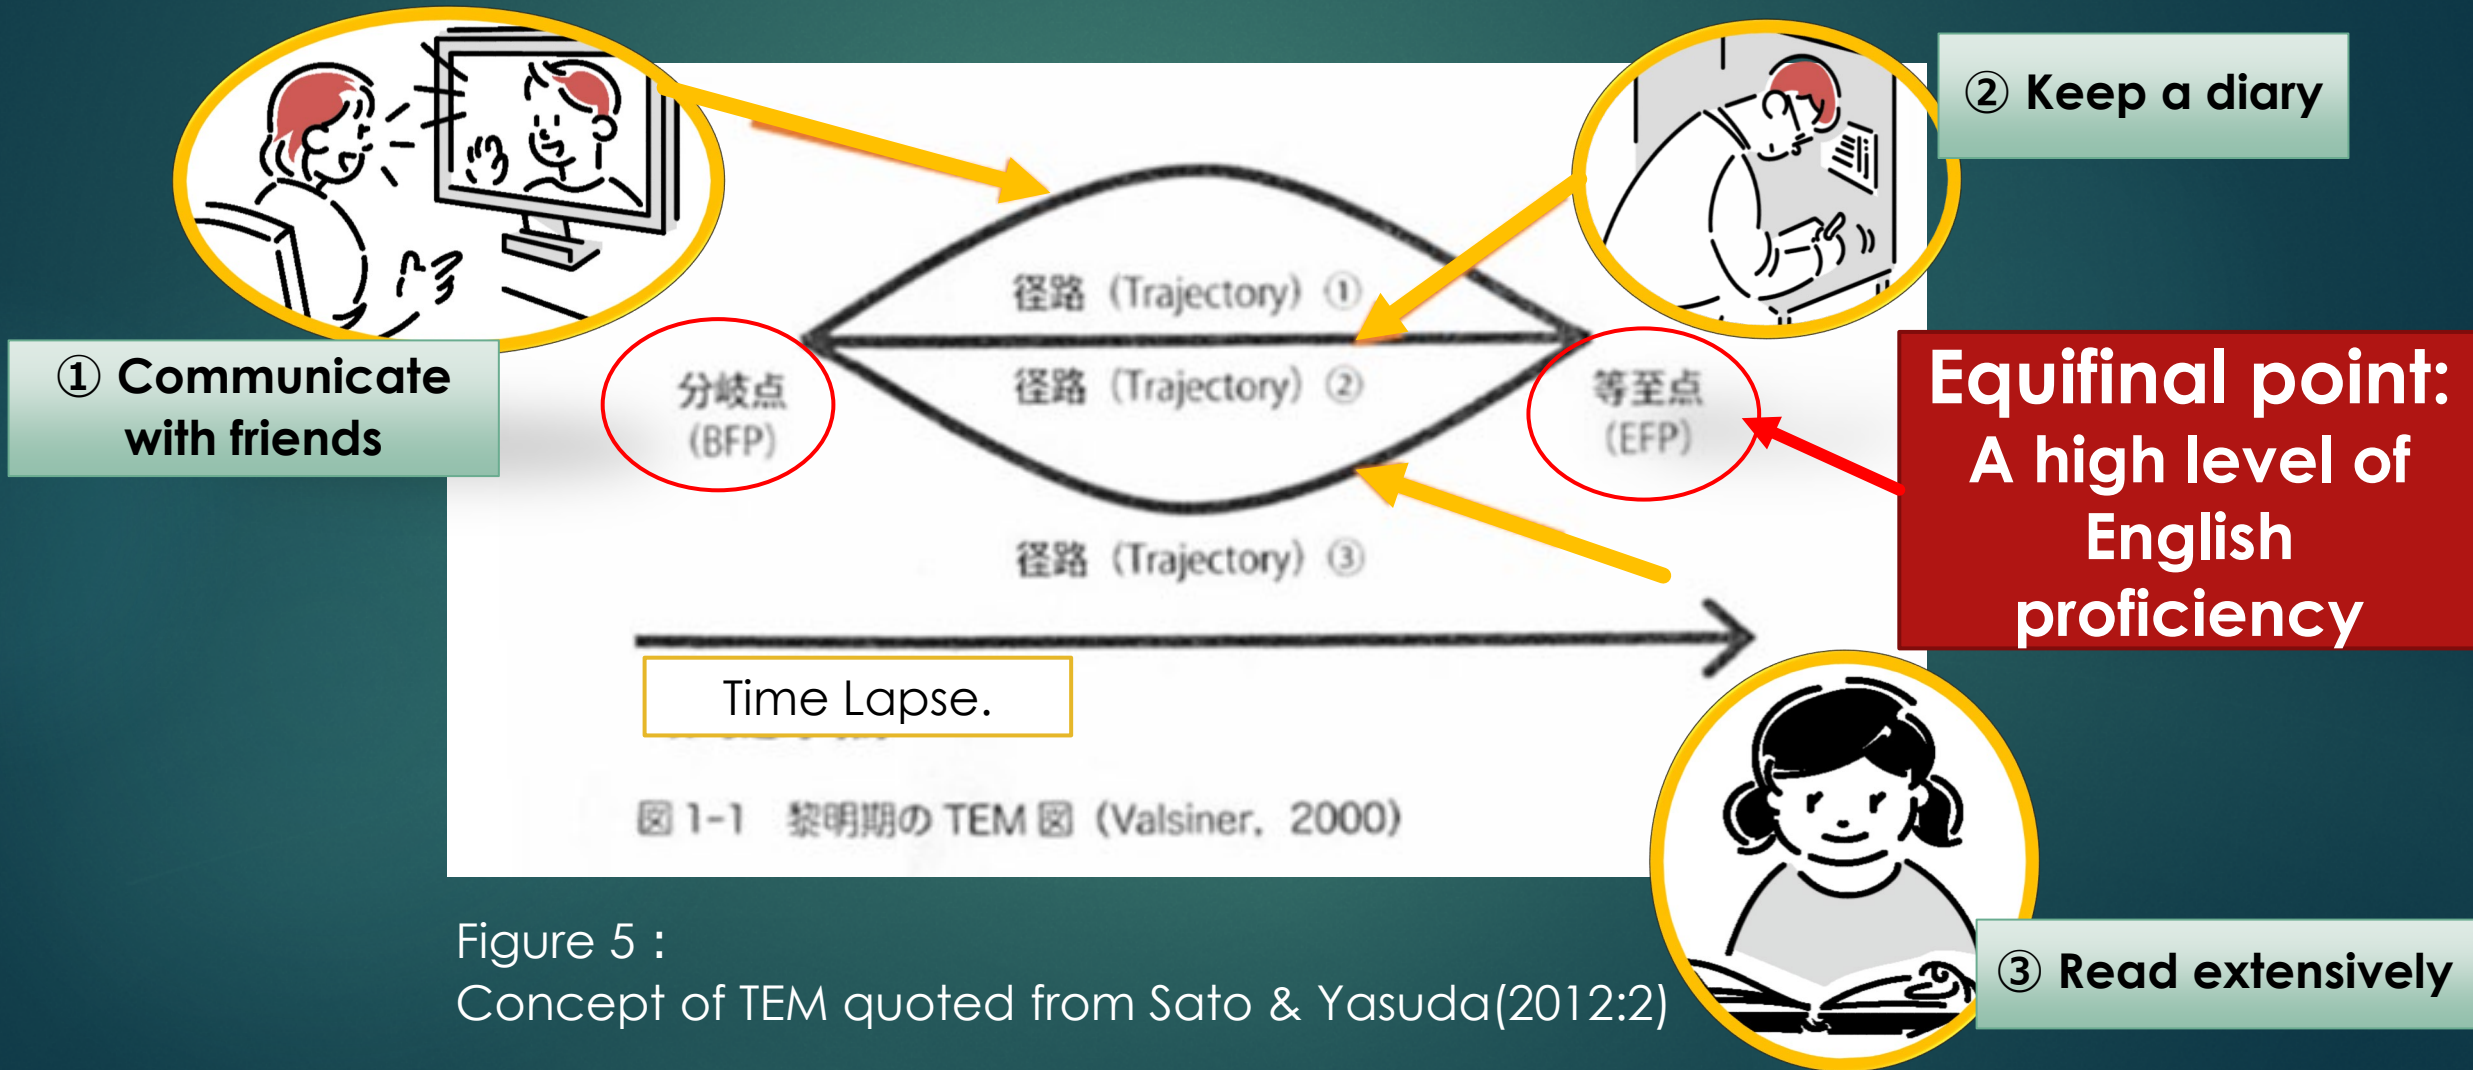 ② Keep a diary
径路（Trajectory）①
① Communicate
with friends
分岐点
(BFP)
径路（Trajectory）②
等至点
(EFP)
Equifinal point:
A high level of
English
proficiency
径路（Trajectory）③
Time Lapse.
図 1-1　黎明期の TEM 図（Valsiner, 2000）
Figure 5 :
Concept of TEM quoted from Sato & Yasuda(2012:2)
③ Read extensively